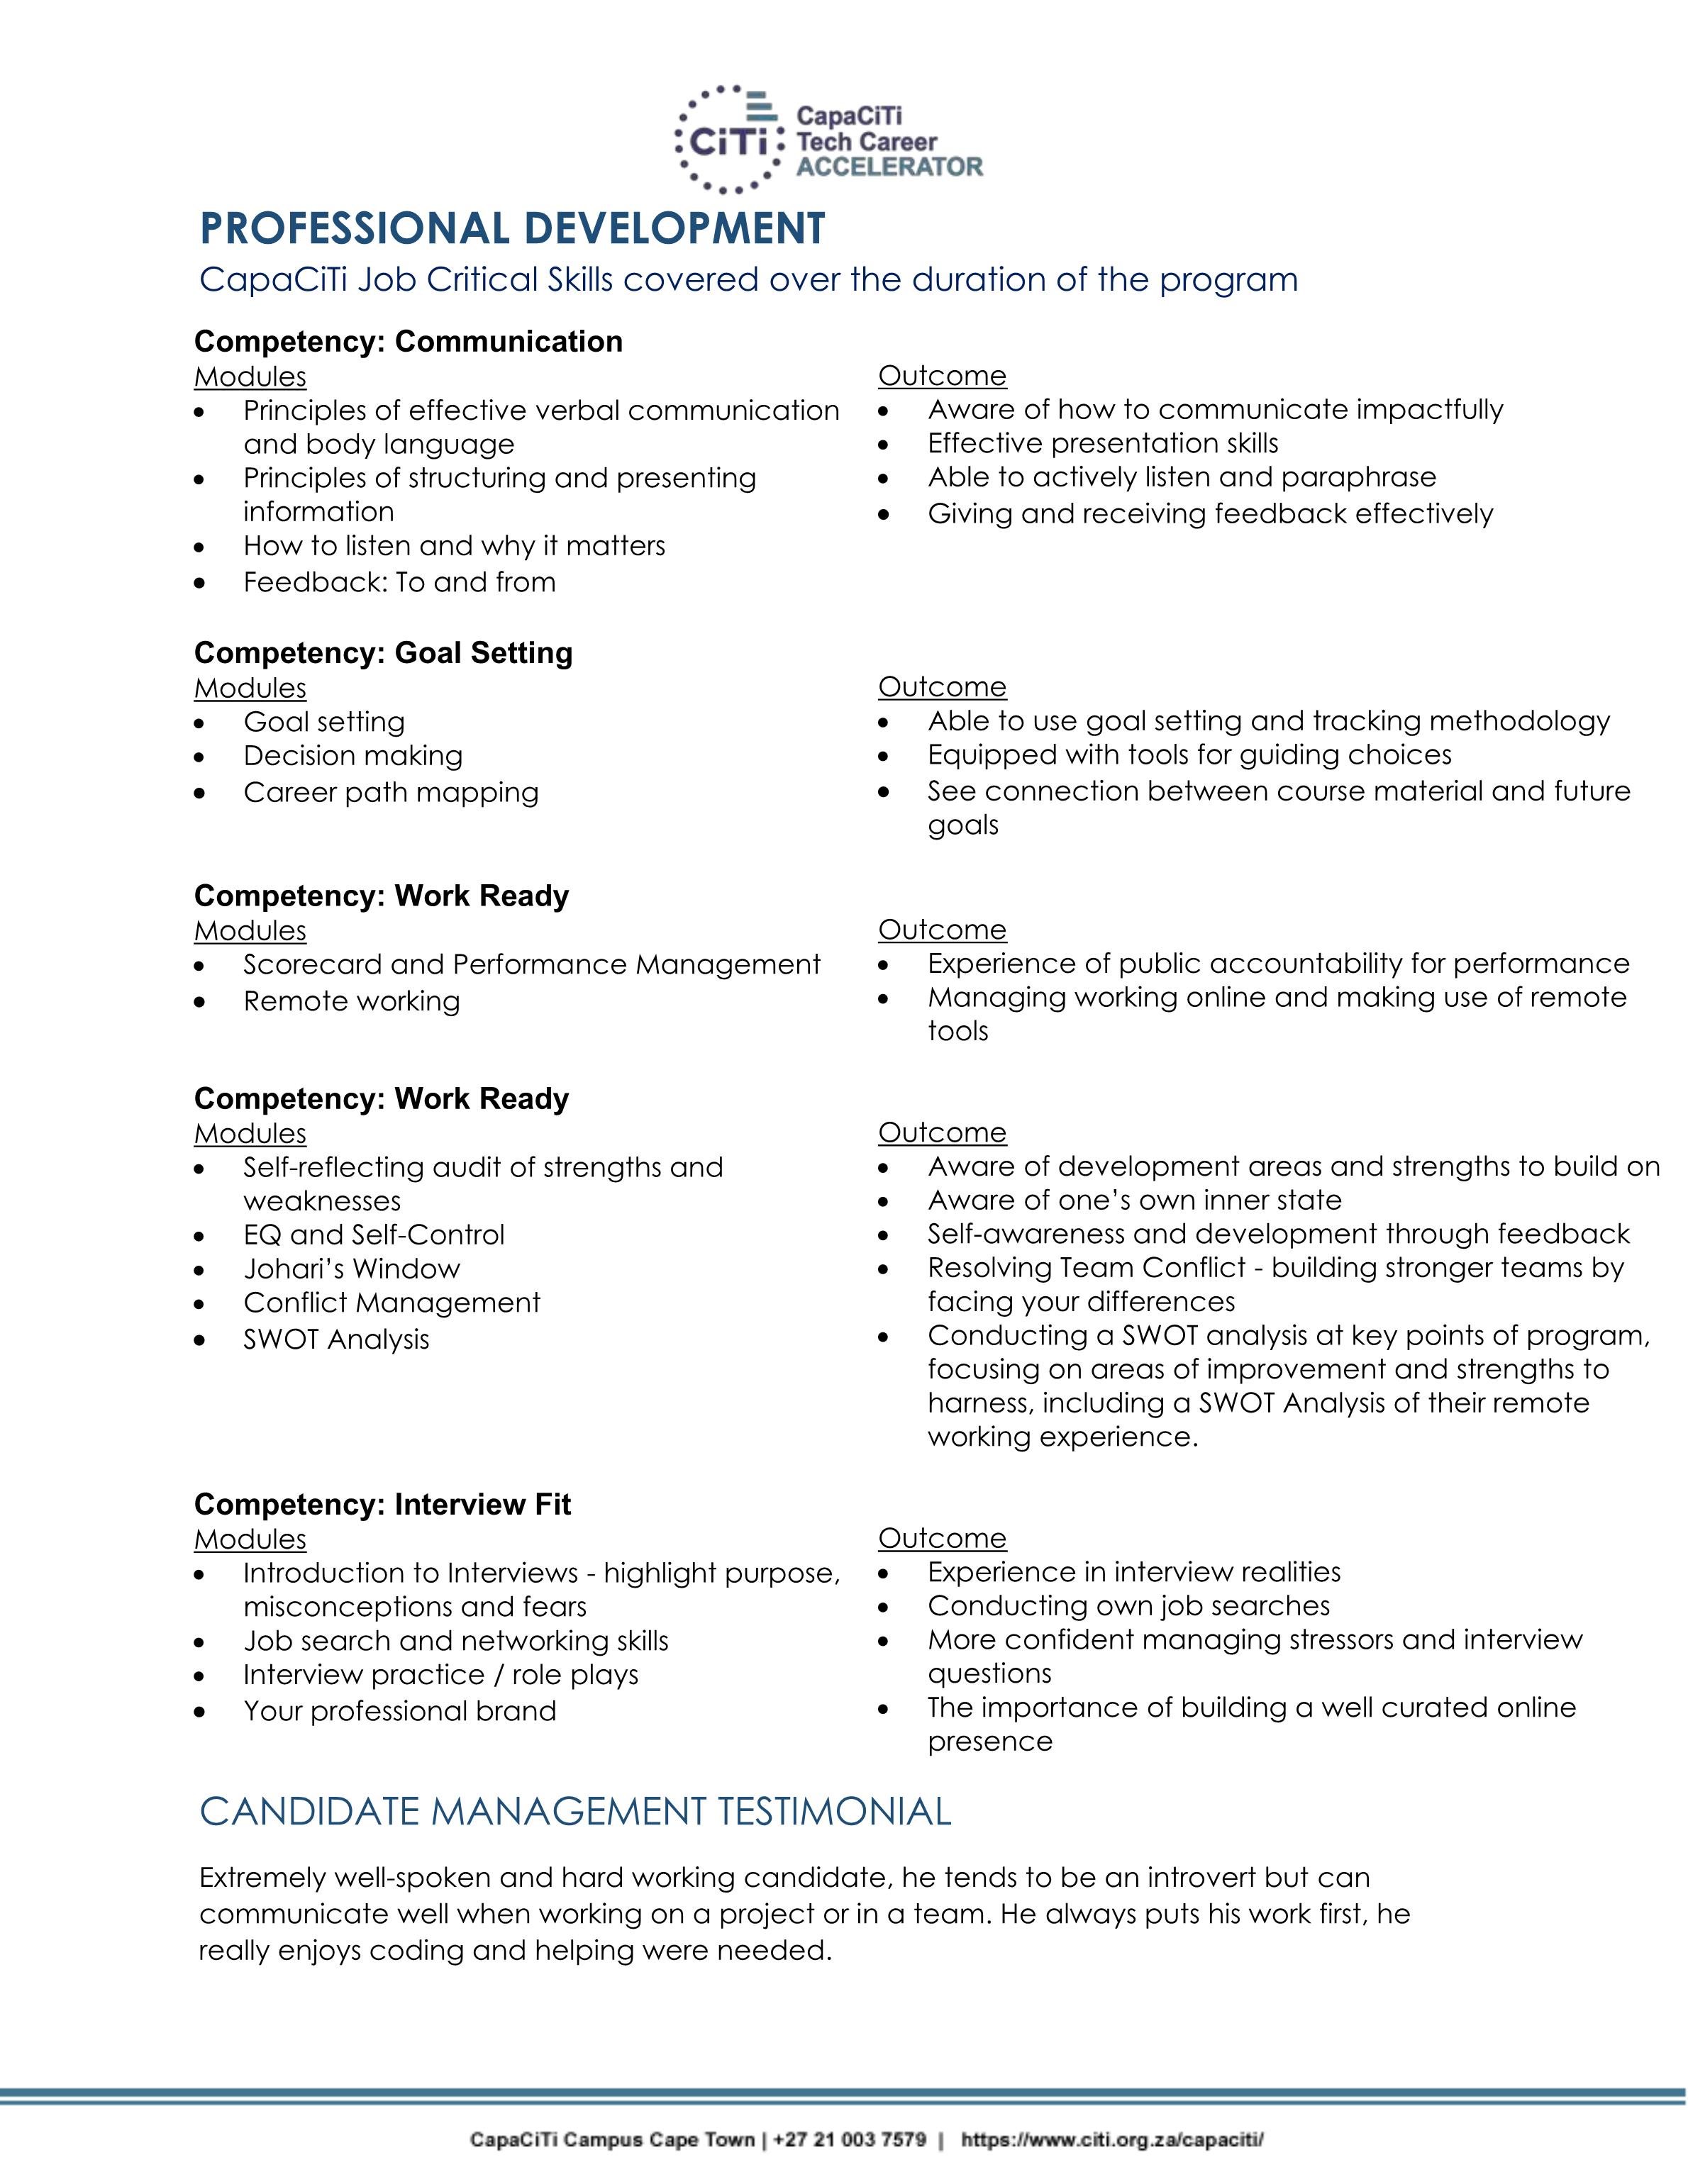 CiTi
CapaCiTi
Tech Career
ACCELERATOR
PROFESSIONAL DEVELOPMENT
CapaCiTi Job Critical Skills covered over the duration of the program
Competency: Communication
Modules
• Principles of effective verbal communication
and body language
• Principles of structuring and presenting
information
• How to listen and why it matters
• Feedback: To and from
Outcome
• Aware of how to communicate impactfully
• Effective presentation skills
• Able to actively listen and paraphrase
• Giving and receiving feedback effectively
Competency: Goal Setting
Modules
• Goal setting
• Decision making
• Career path mapping
Outcome
• Able to use goal setting and tracking methodology
• Equipped with tools for guiding choices
• See connection between course material and future
goals
Competency: Work Ready
Modules
• Scorecard and Performance Management
• Remote working
Outcome
• Experience of public accountability for performance
• Managing working online and making use of remote
tools
Competency: Work Ready
Modules
• Self-reflecting audit of strengths and
weaknesses
• EQ and Self-Control
• Johari’s Window
• Conflict Management
• SWOT Analysis
Outcome
• Aware of development areas and strengths to build on
• Aware of one’s own inner state
• Self-awareness and development through feedback
• Resolving Team Conflict - building stronger teams by
facing your differences
• Conducting a SWOT analysis at key points of program,
focusing on areas of improvement and strengths to
harness, including a SWOT Analysis of their remote
working experience.
Competency: Interview Fit
Modules
• Introduction to Interviews - highlight purpose,
misconceptions and fears
• Job search and networking skills
• Interview practice / role plays
• Your professional brand
Outcome
• Experience in interview realities
• Conducting own job searches
• More confident managing stressors and interview
questions
• The importance of building a well curated online
presence
CANDIDATE MANAGEMENT TESTIMONIAL
Extremely well-spoken and hard working candidate, he tends to be an introvert but can
communicate well when working on a project or in a team. He always puts his work first, he
really enjoys coding and helping were needed.
CapaCiTi Campus Cape Town | +27 21 003 7579 | https://www.citi.org.za/capaciti/